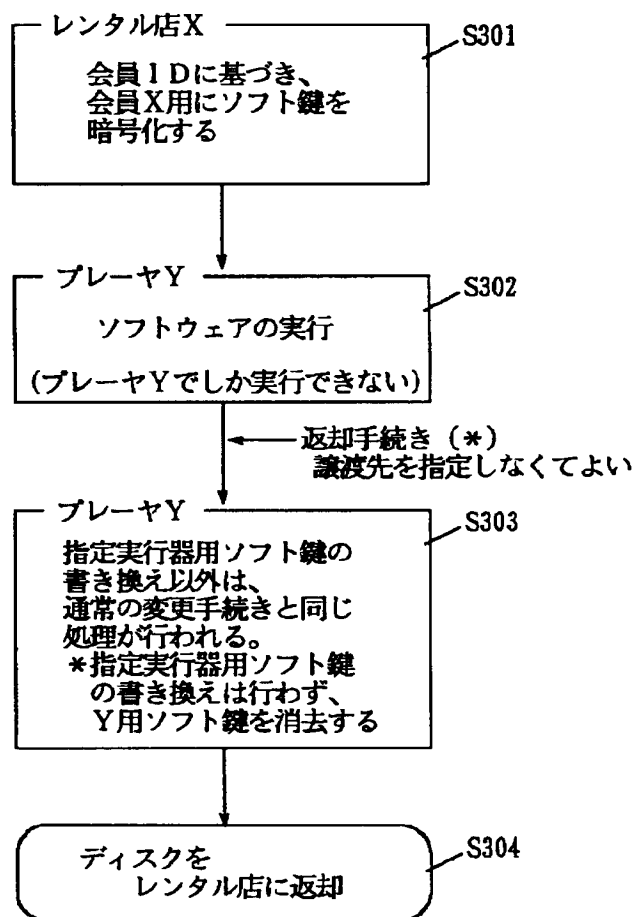 レンタル店X
S301
会員IDに基づき、
会員X用にソフト鍵を
暗号化する
プレーヤY
S302
ソフトウェアの実行
(プレーヤYでしか実行できない)
返却手続き(*)
譲渡先を指定しなくてよい
プレーヤY
S303
指定実行器用ソフト鍵の
書き換え以外は、
通常の変更手続きと同じ
処理が行われる。
*指定実行器用ソフト鍵
の書き換えは行わず、
Y用ソフト鍵を消去する
ディスクを
レンタル店に返却
S304